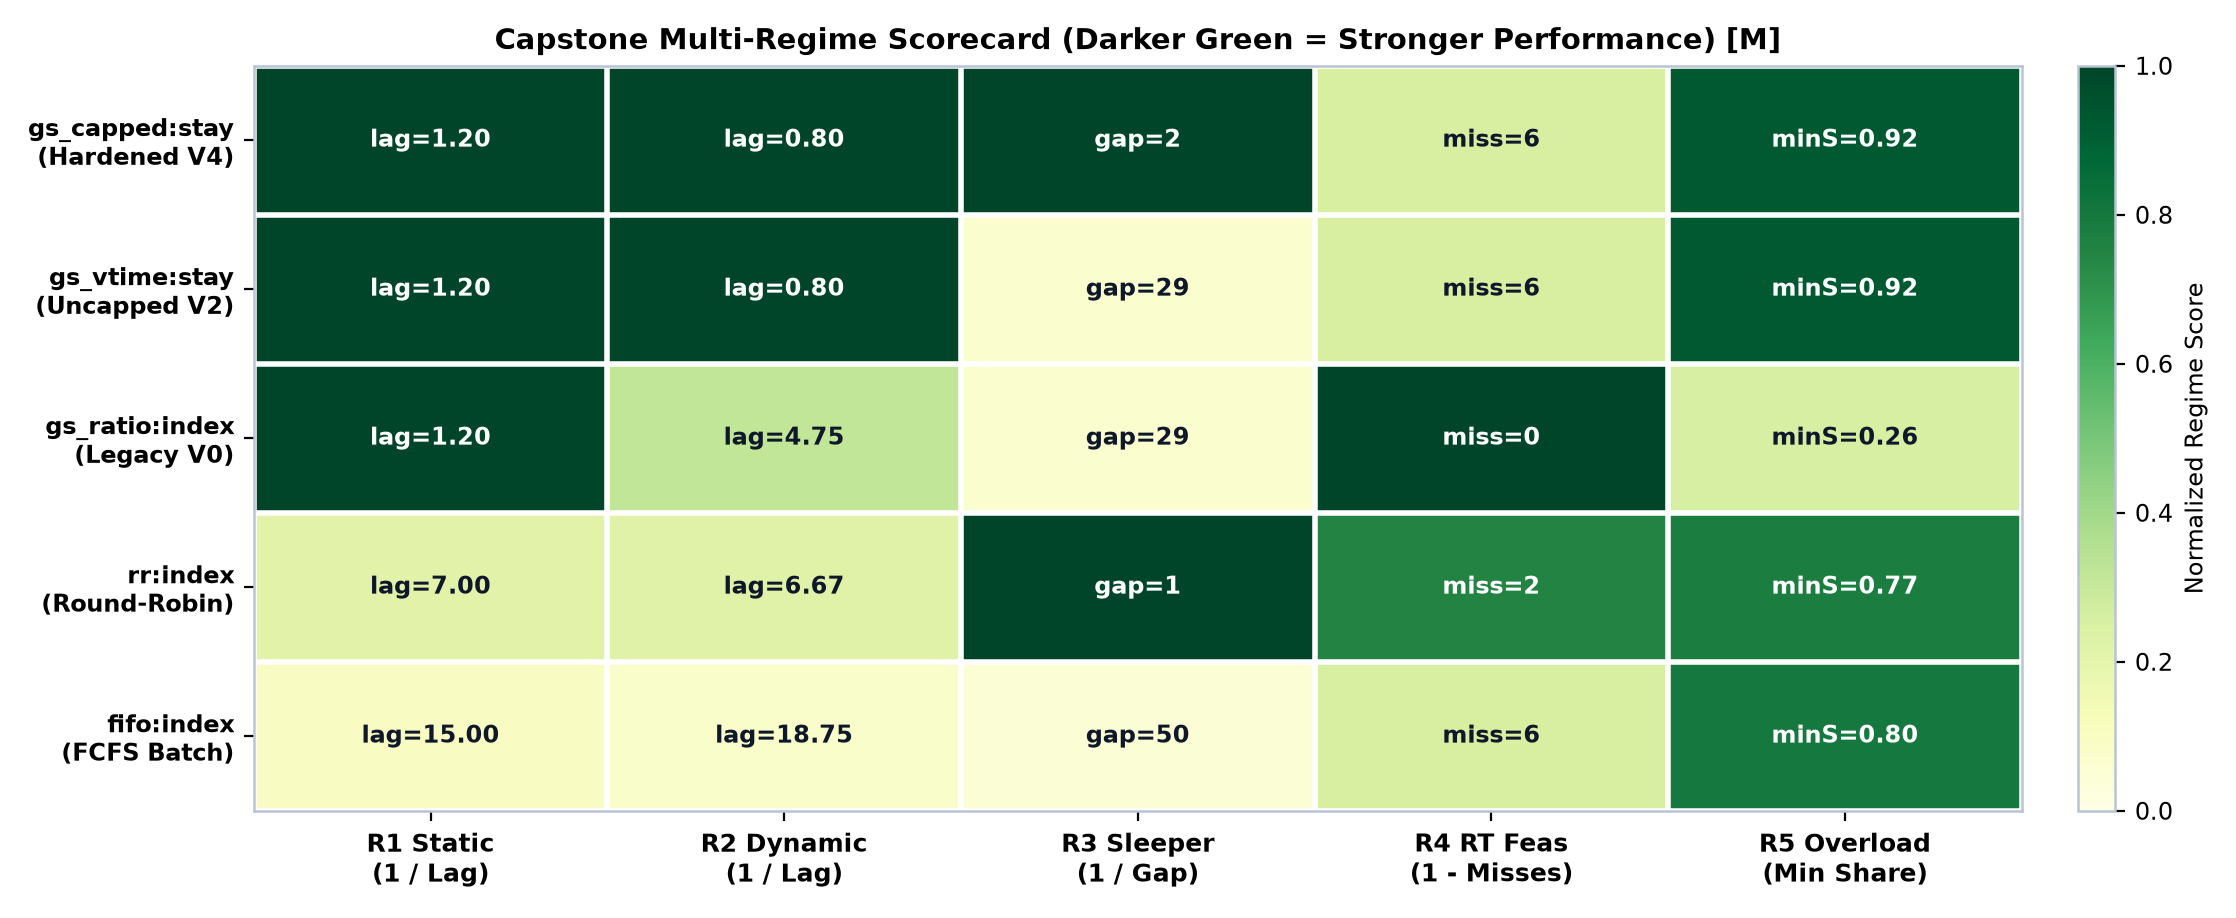 Capstone Multi-Regime Scorecard (Darker Green = Stronger Performance) [M]
gs_capped:stay
(Hardened V4)
lag=1.20
lag=0.80
gap=2
miss=6
minS=0.92
gs_vtime:stay
(Uncapped V2)
lag=1.20
lag=0.80
gap=29
miss=6
minS=0.92
gs_ratio:index
(Legacy V0)
lag=1.20
lag=4.75
gap=29
miss=0
minS=0.26
rr:index
(Round-Robin)
lag=7.00
lag=6.67
gap=1
miss=2
minS=0.77
fifo:index
(FCFS Batch)
lag=15.00
lag=18.75
gap=50
miss=6
minS=0.80
R1 Static
(1 / Lag)
R2 Dynamic
(1 / Lag)
R3 Sleeper
(1 / Gap)
R4 RT Feas
(1 - Misses)
R5 Overload
(Min Share)
1.0
0.8
0.6
0.4
0.2
0.0
Normalized Regime Score